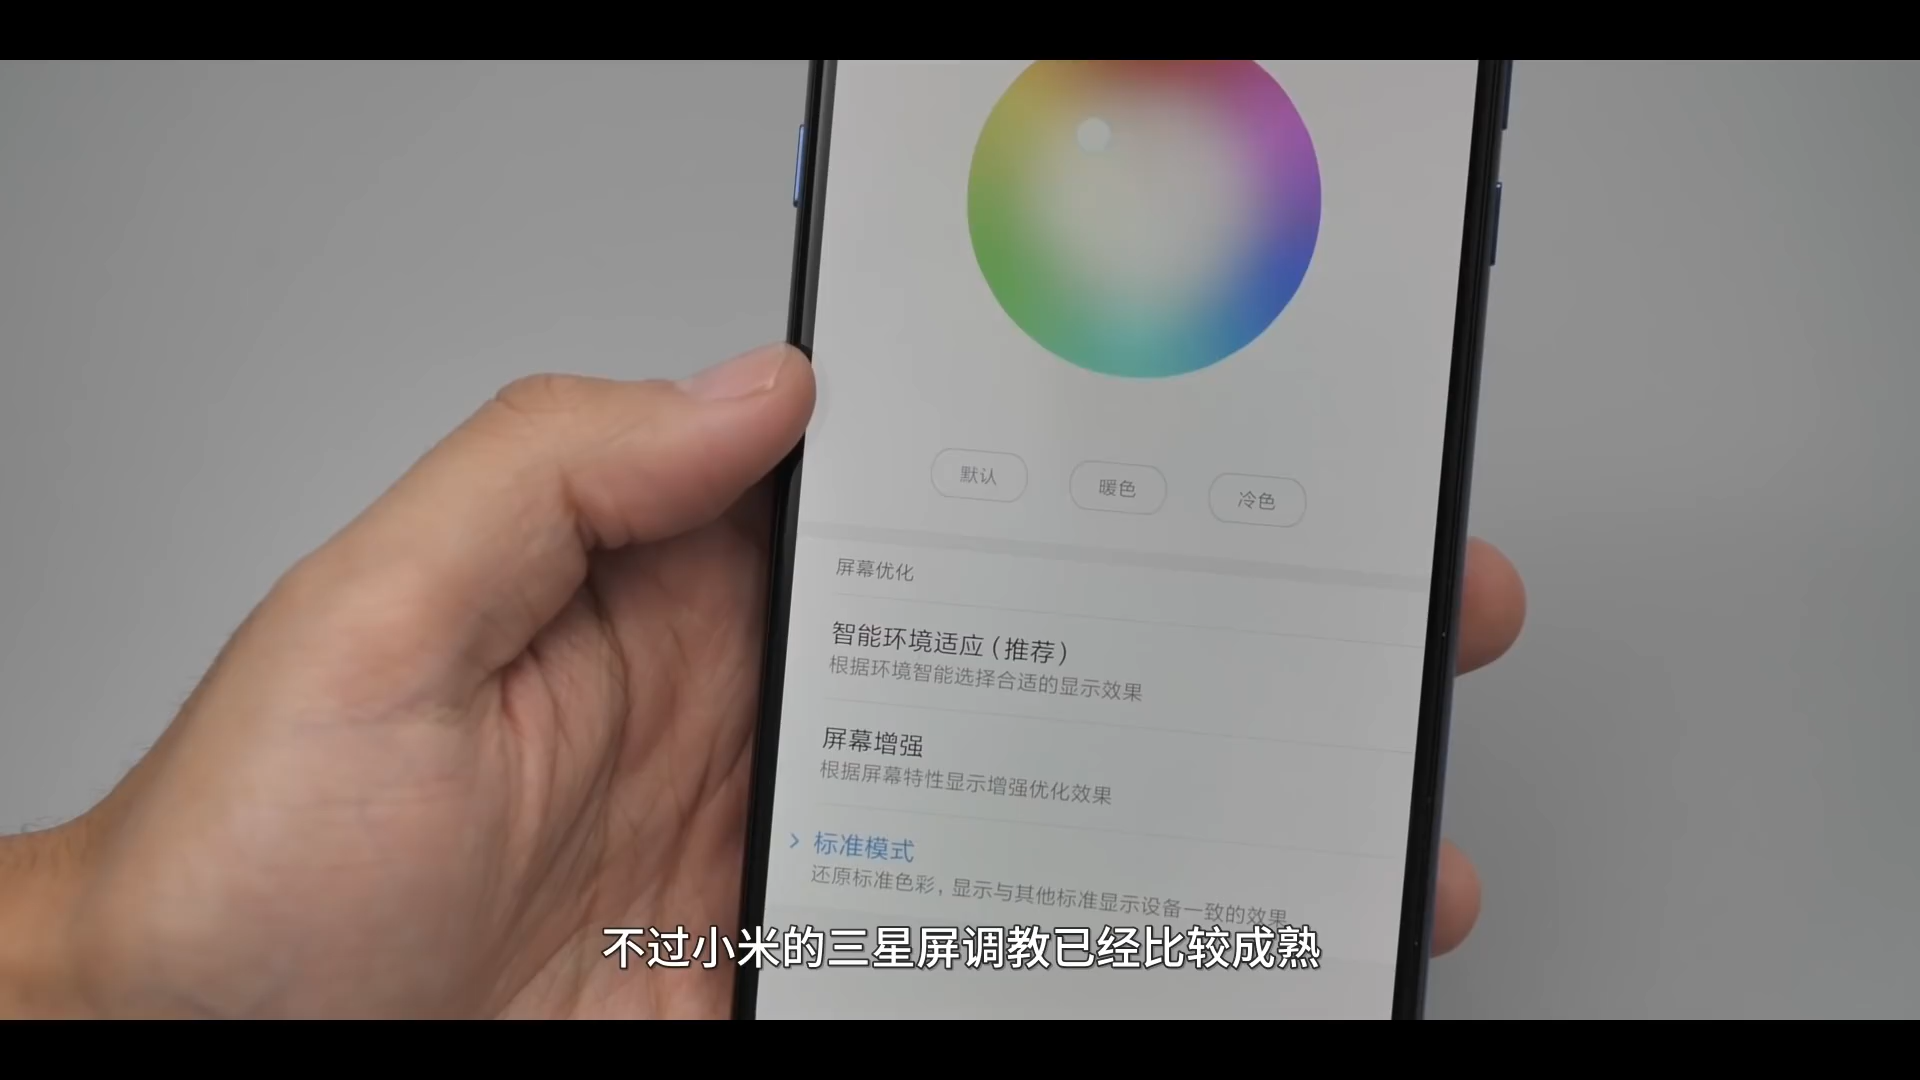 默认
暖色
冷色
屏幕优化
智能环境适应（推荐）
根据环境智能选择合适的显示效果
屏幕增强
根据屏幕特性显示增强优化效果
标准模式
还原标准色彩，显示与其他标准显示设备一致的效果
不过小米的三星屏调教已经比较成熟